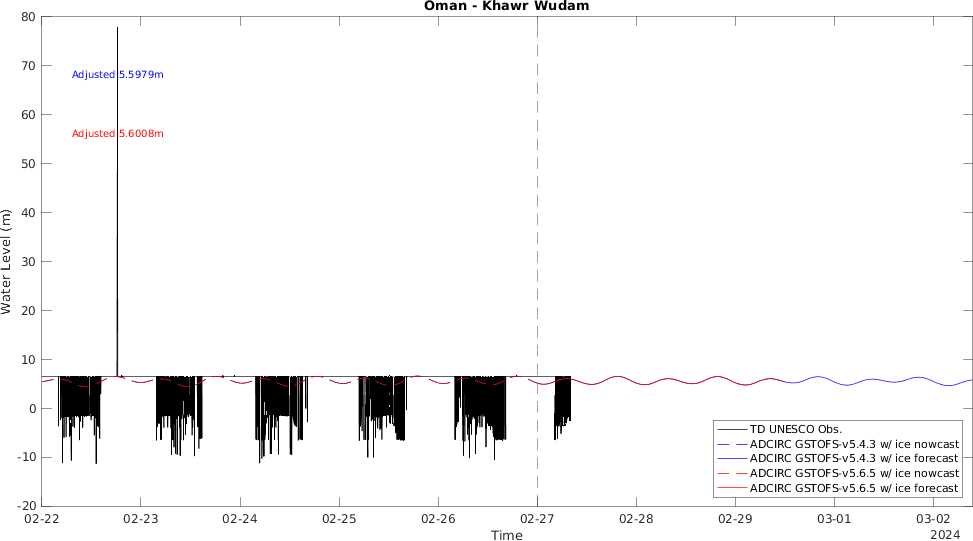 Oman - Khawr Wudam
80
70
60
50
40
30
20
10
0
-10
-20
Water Level (m)
Adjusted 5.5979m
Adjusted 5.6008m
TD UNESCO Obs.
ADCIRC GSTOFS-v5.4.3 w/ ice nowcast
ADCIRC GSTOFS-v5.4.3 w/ ice forecast
ADCIRC GSTOFS-v5.6.5 w/ ice nowcast
ADCIRC GSTOFS-v5.6.5 w/ ice forecast
02-22 02-23 02-24 02-25 02-26 02-27 02-28 02-29 03-01 03-02
2024
Time